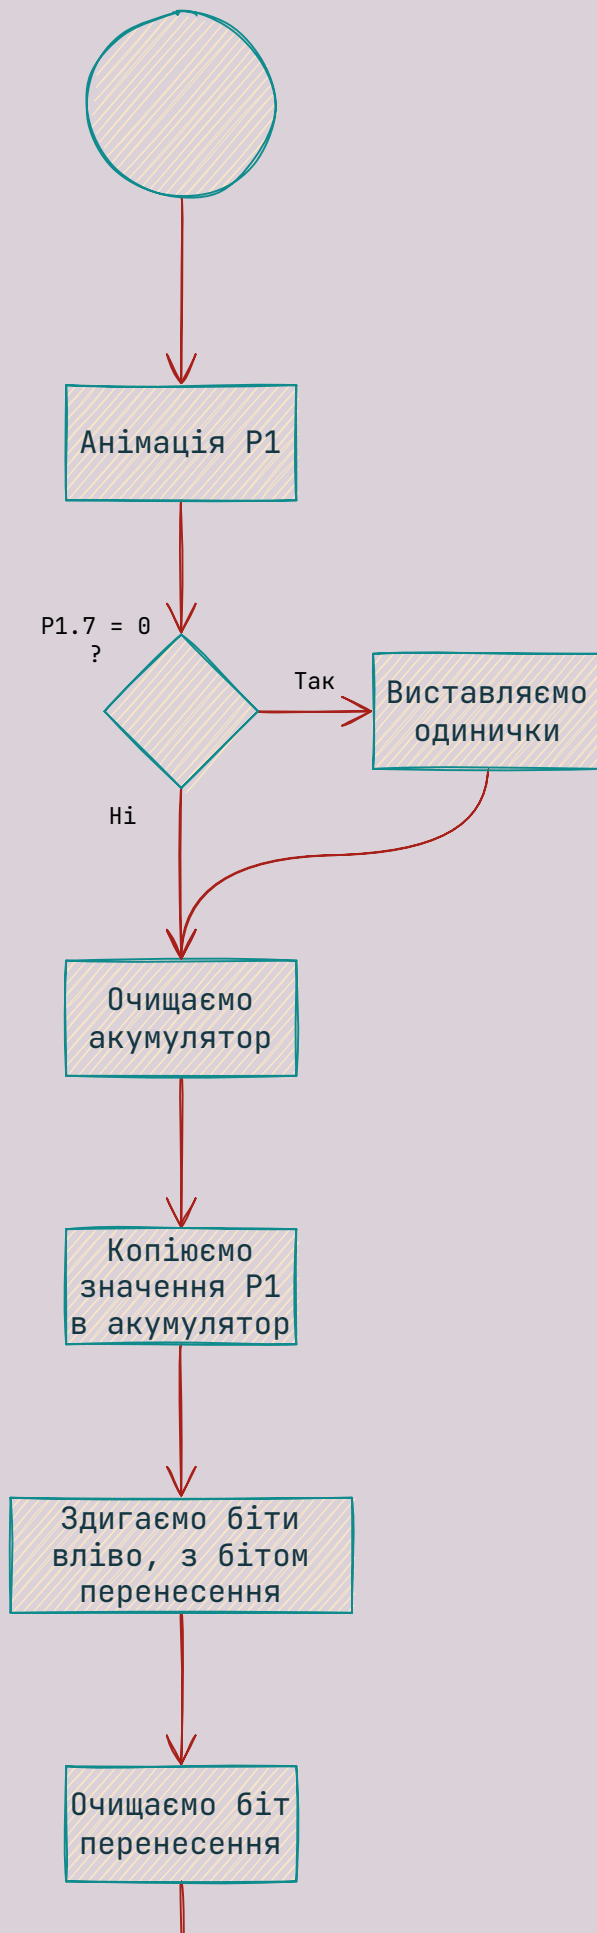 Анімація P1
P1.7 = 0
?
Так
Виставляємо
одинички
Ні
Очищаємо
акумулятор
Копіюємо
значення P1
в акумулятор
Здигаємо біти
вліво, з бітом
перенесення
Очищаємо біт
перенесення